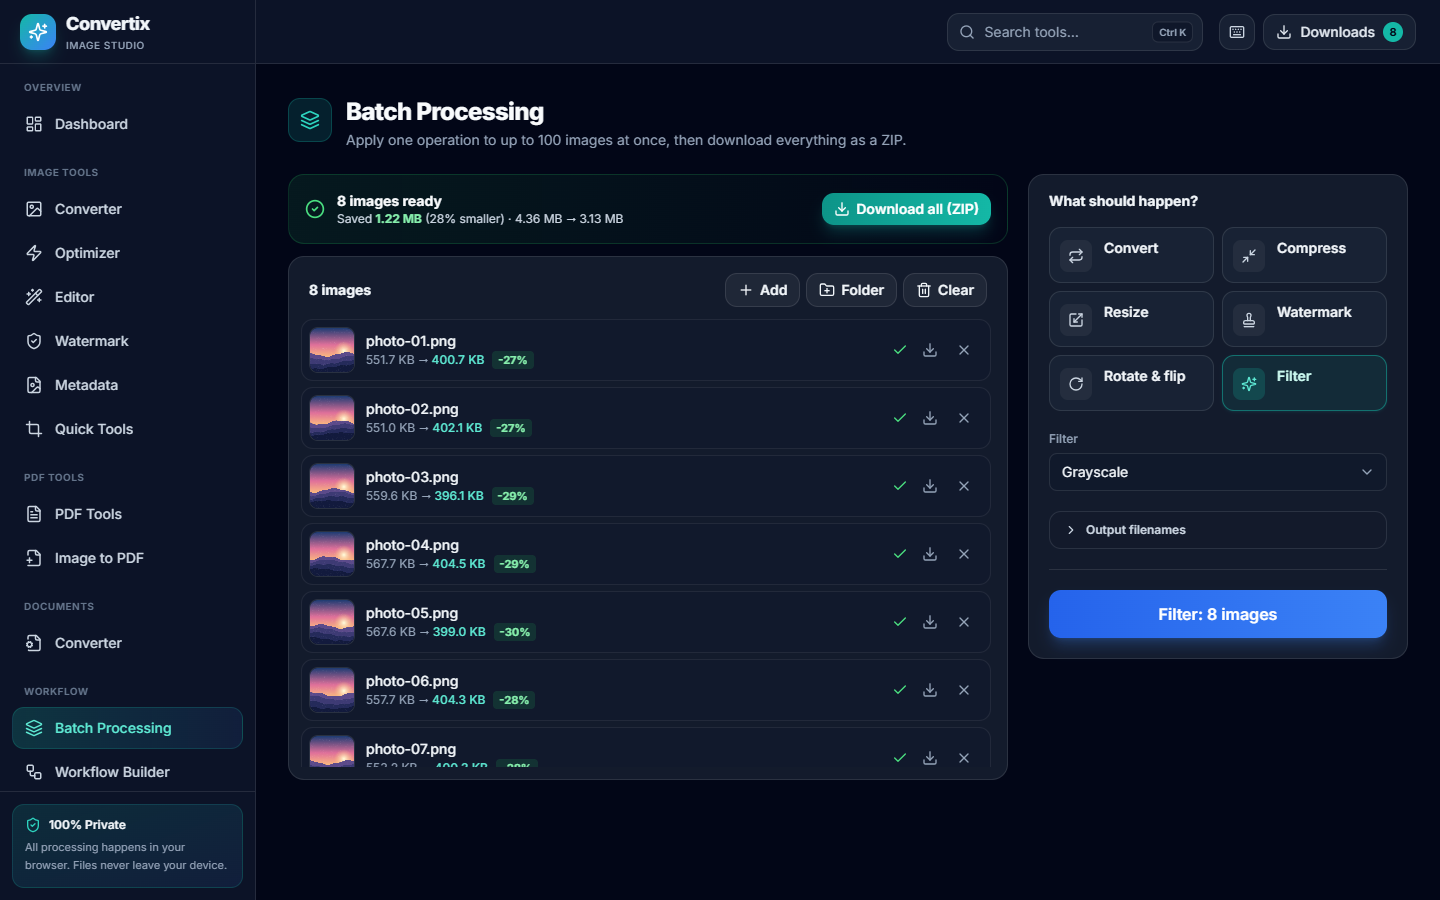 Convertix
IMAGE STUDIO
Search tools...
Ctrl K
Downloads
8
OVERVIEW
Dashboard
IMAGE TOOLS
Converter
Optimizer
Editor
Watermark
Metadata
Quick Tools
PDF TOOLS
PDF Tools
Image to PDF
DOCUMENTS
Converter
WORKFLOW
Batch Processing
Workflow Builder
100% Private
All processing happens in your
browser. Files never leave your device.
Batch Processing
Apply one operation to up to 100 images at once, then download everything as a ZIP.
8 images ready
Saved 1.22 MB (28% smaller) · 4.36 MB → 3.13 MB
Download all (ZIP)
8 images
Add
Folder
Clear
photo-01.png
551.7 KB → 400.7 KB -27%
photo-02.png
551.0 KB → 402.1 KB -27%
photo-03.png
559.6 KB → 396.1 KB -29%
photo-04.png
567.7 KB → 404.5 KB -29%
photo-05.png
567.6 KB → 399.0 KB -30%
photo-06.png
557.7 KB → 404.3 KB -28%
photo-07.png
What should happen?
Convert
Compress
Resize
Watermark
Rotate & flip
Filter
Filter
Grayscale
Output filenames
Filter: 8 images